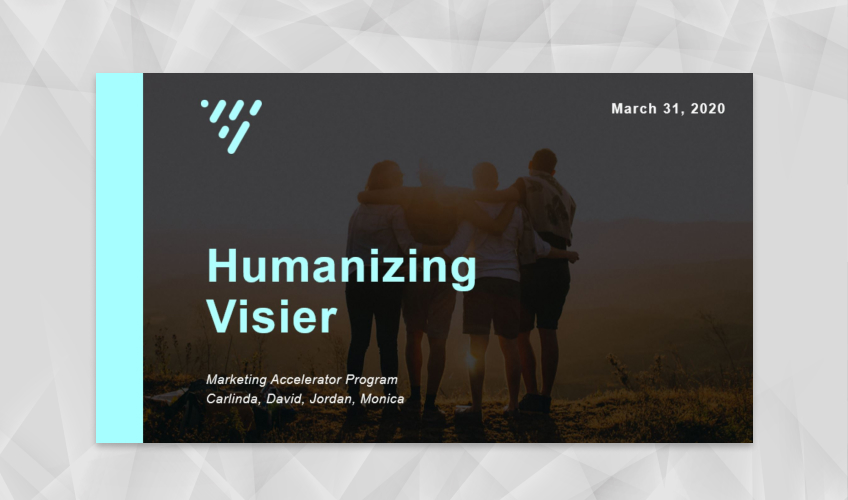 March 31, 2020
Humanizing
Visier
Marketing Accelerator Program
Carlinda, David, Jordan, Monica